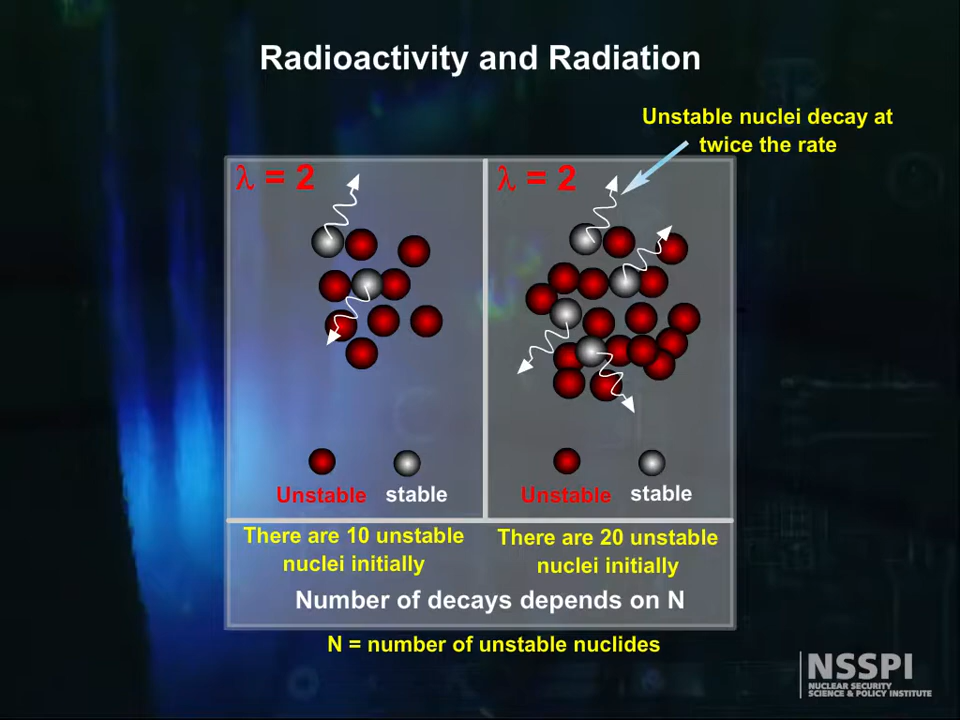 Radioactivity and Radiation
Unstable nuclei decay at
twice the rate
λ = 2
λ = 2
Unstable stable
Unstable stable
There are 10 unstable
nuclei initially
There are 20 unstable
nuclei initially
Number of decays depends on N
N = number of unstable nuclides
NSSPI
NUCLEAR SECURITY
SCIENCE & POLICY INSTITUTE